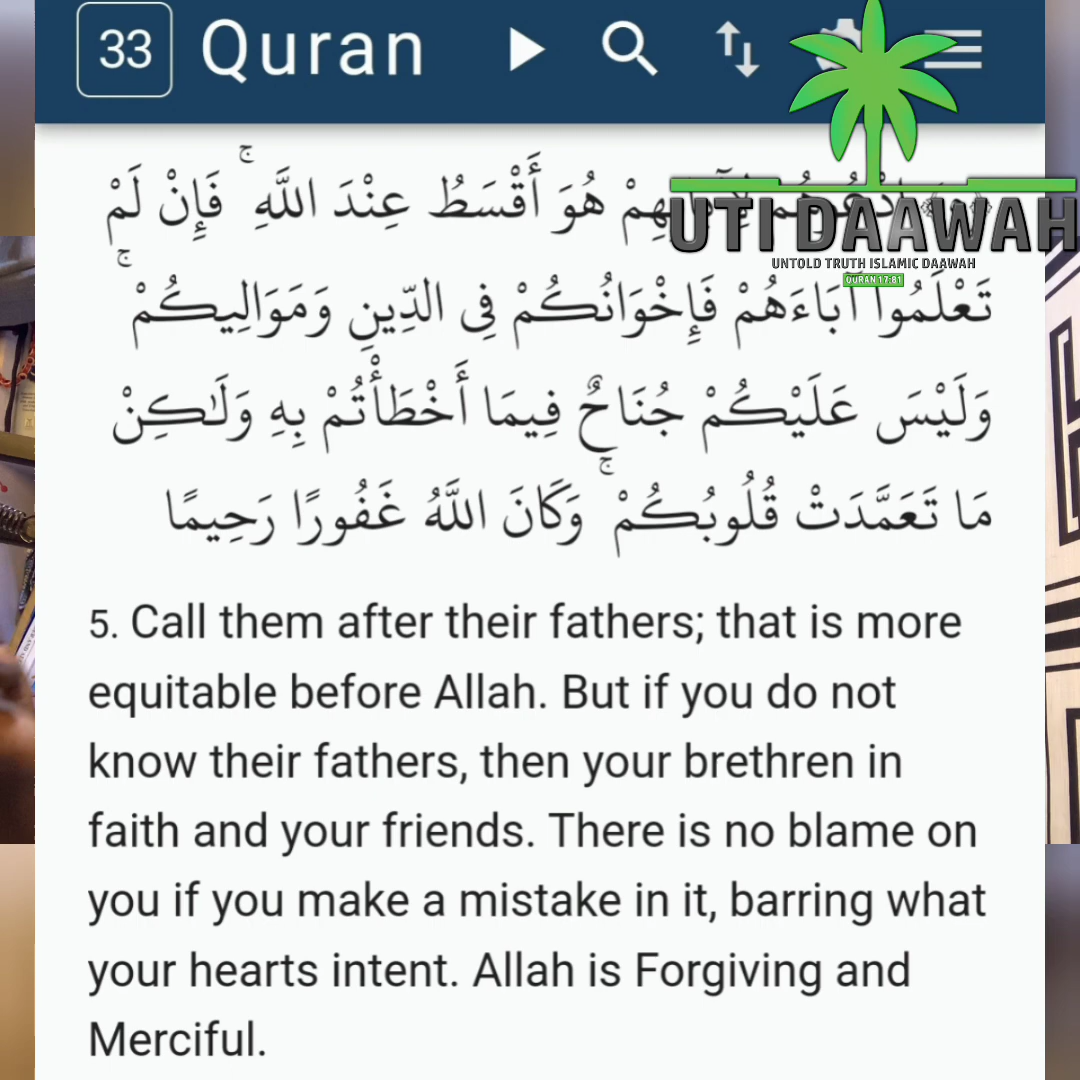 33 Quran
هُوَ أَقْسَطُ عِنْدَ اللَّهِ ۚ فَإِنْ لَمْ
تَعْلَمُوا آبَاءَهُمْ فَإِخْوَانُكُمْ فِي الدِّينِ وَمَوَالِيكُمْ ۚ
وَلَيْسَ عَلَيْكُمْ جُنَاحٌ فِيمَا أَخْطَأْتُمْ بِهِ وَلَٰكِنْ
مَا تَعَمَّدَتْ قُلُوبُكُمْ ۚ وَكَانَ اللَّهُ غَفُورًا رَحِيمًا
UTI DAAWAH
UNTOLD TRUTH ISLAMIC DAAWAH
QURAN 17:81
5. Call them after their fathers; that is more
equitable before Allah. But if you do not
know their fathers, then your brethren in
faith and your friends. There is no blame on
you if you make a mistake in it, barring what
your hearts intent. Allah is Forgiving and
Merciful.